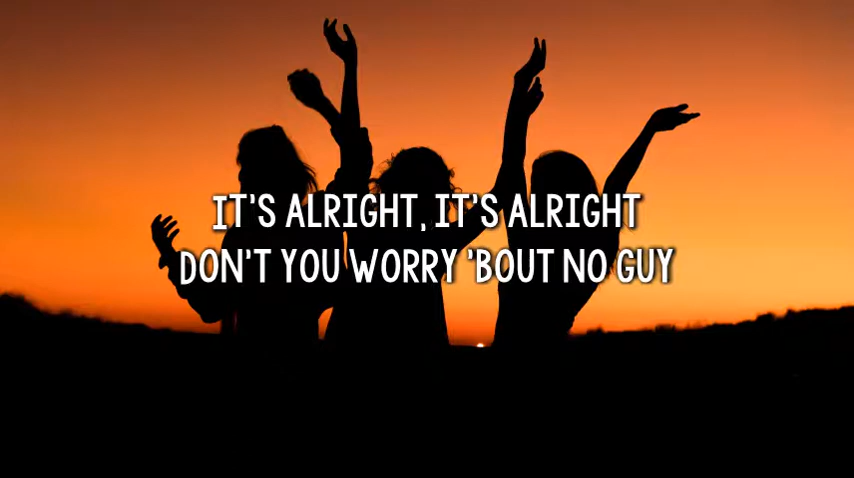 IT'S ALRIGHT, IT'S ALRIGHT
DON'T YOU WORRY 'BOUT NO GUY